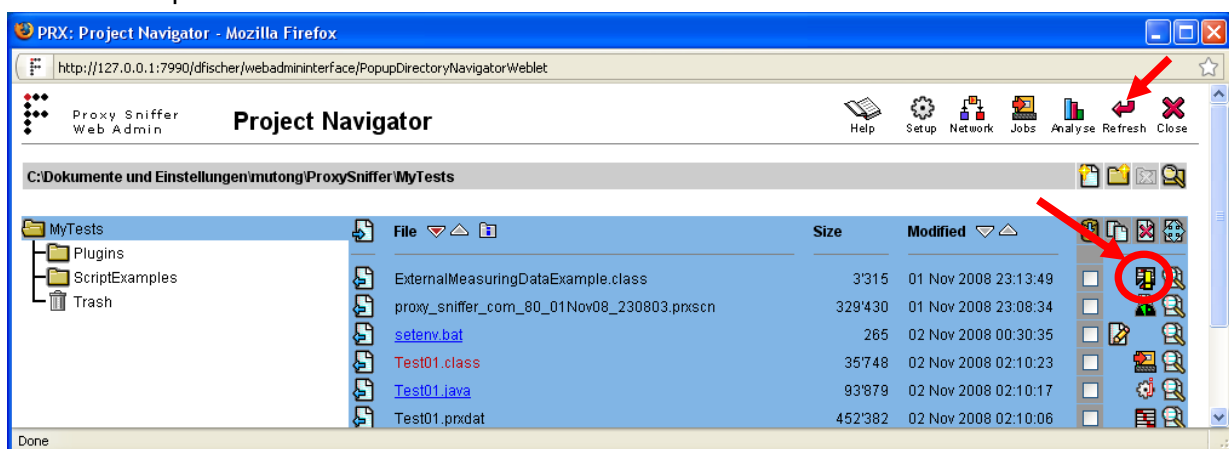 PRX: Project Navigator - Mozilla Firefox
http://127.0.0.1:7990/dfischer/webadmininterface/PopupDirectoryNavigatorWeblet
Proxy Sniffer
Web Admin
Project Navigator
Help Setup Network Jobs Analyse Refresh Close
C:\Dokumente und Einstellungen\mutong\ProxySniffer\MyTests
MyTests
Plugins
ScriptExamples
Trash
File Size Modified
ExternalMeasuringDataExample.class 3'315 01 Nov 2008 23:13:49
proxy_sniffer_com_80_01Nov08_230803.prxscn 329'430 01 Nov 2008 23:08:34
setenv.bat 265 02 Nov 2008 00:30:35
Test01.class 35'748 02 Nov 2008 02:10:23
Test01.java 93'879 02 Nov 2008 02:10:17
Test01.prxdat 452'382 02 Nov 2008 02:10:06
Done